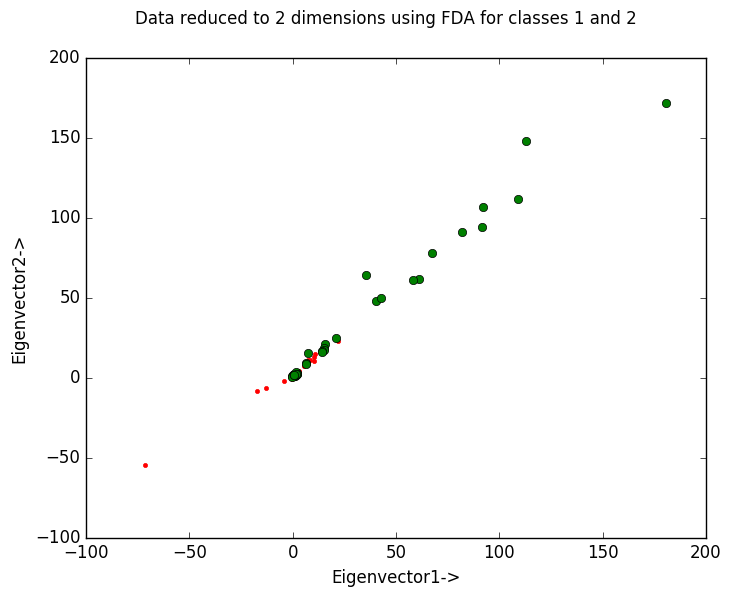 Data reduced to 2 dimensions using FDA for classes 1 and 2
200
150
100
50
0
−50
−100
−100 −50 0 50 100 150 200
Eigenvector2->
Eigenvector1->